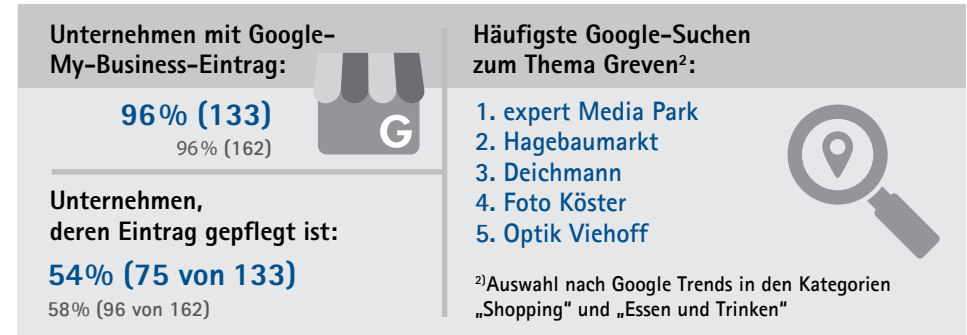 Unternehmen mit Google-
My-Business-Eintrag:
96% (133)
96% (162)
G
Unternehmen,
deren Eintrag gepflegt ist:
54% (75 von 133)
58% (96 von 162)
Häufigste Google-Suchen
zum Thema Greven²:
1. expert Media Park
2. Hagebaumarkt
3. Deichmann
4. Foto Köster
5. Optik Viehoff
²⁾Auswahl nach Google Trends in den Kategorien
„Shopping“ und „Essen und Trinken“